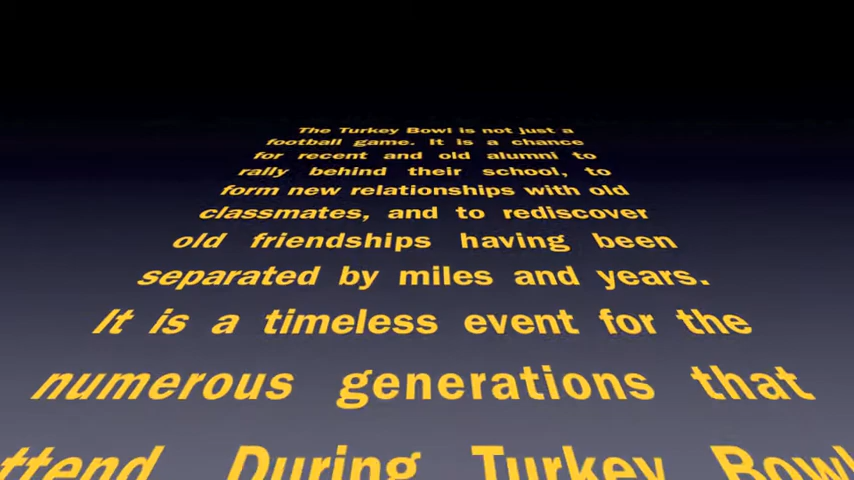 The Turkey Bowl is not just a
football game. It is a chance
for recent and old alumni to
rally behind their school, to
form new relationships with old
classmates, and to rediscover
old friendships having been
separated by miles and years.
It is a timeless event for the
numerous generations that
ttend. During Turkey Bowl